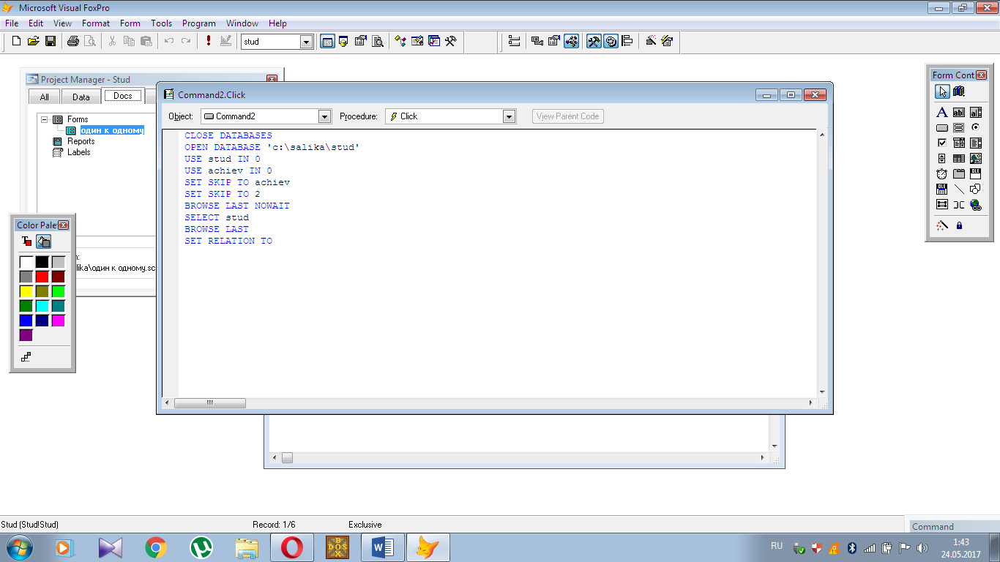 Microsoft Visual FoxPro
File Edit View Format Form Tools Program Window Help
stud
Project Manager - Stud
All Data Docs
Forms
один к одному
Reports
Labels
Command2.Click
Object: Command2 Procedure: Click View Parent Code
CLOSE DATABASES
OPEN DATABASE 'c:\salika\stud'
USE stud IN 0
USE achiev IN 0
SET SKIP TO achiev
SET SKIP TO 2
BROWSE LAST NOWAIT
SELECT stud
BROWSE LAST
SET RELATION TO
Form Cont
Color Pale
lika\один к одному.sc
Stud (Stud!Stud) Record: 1/6 Exclusive
Command
RU
1:43
24.05.2017